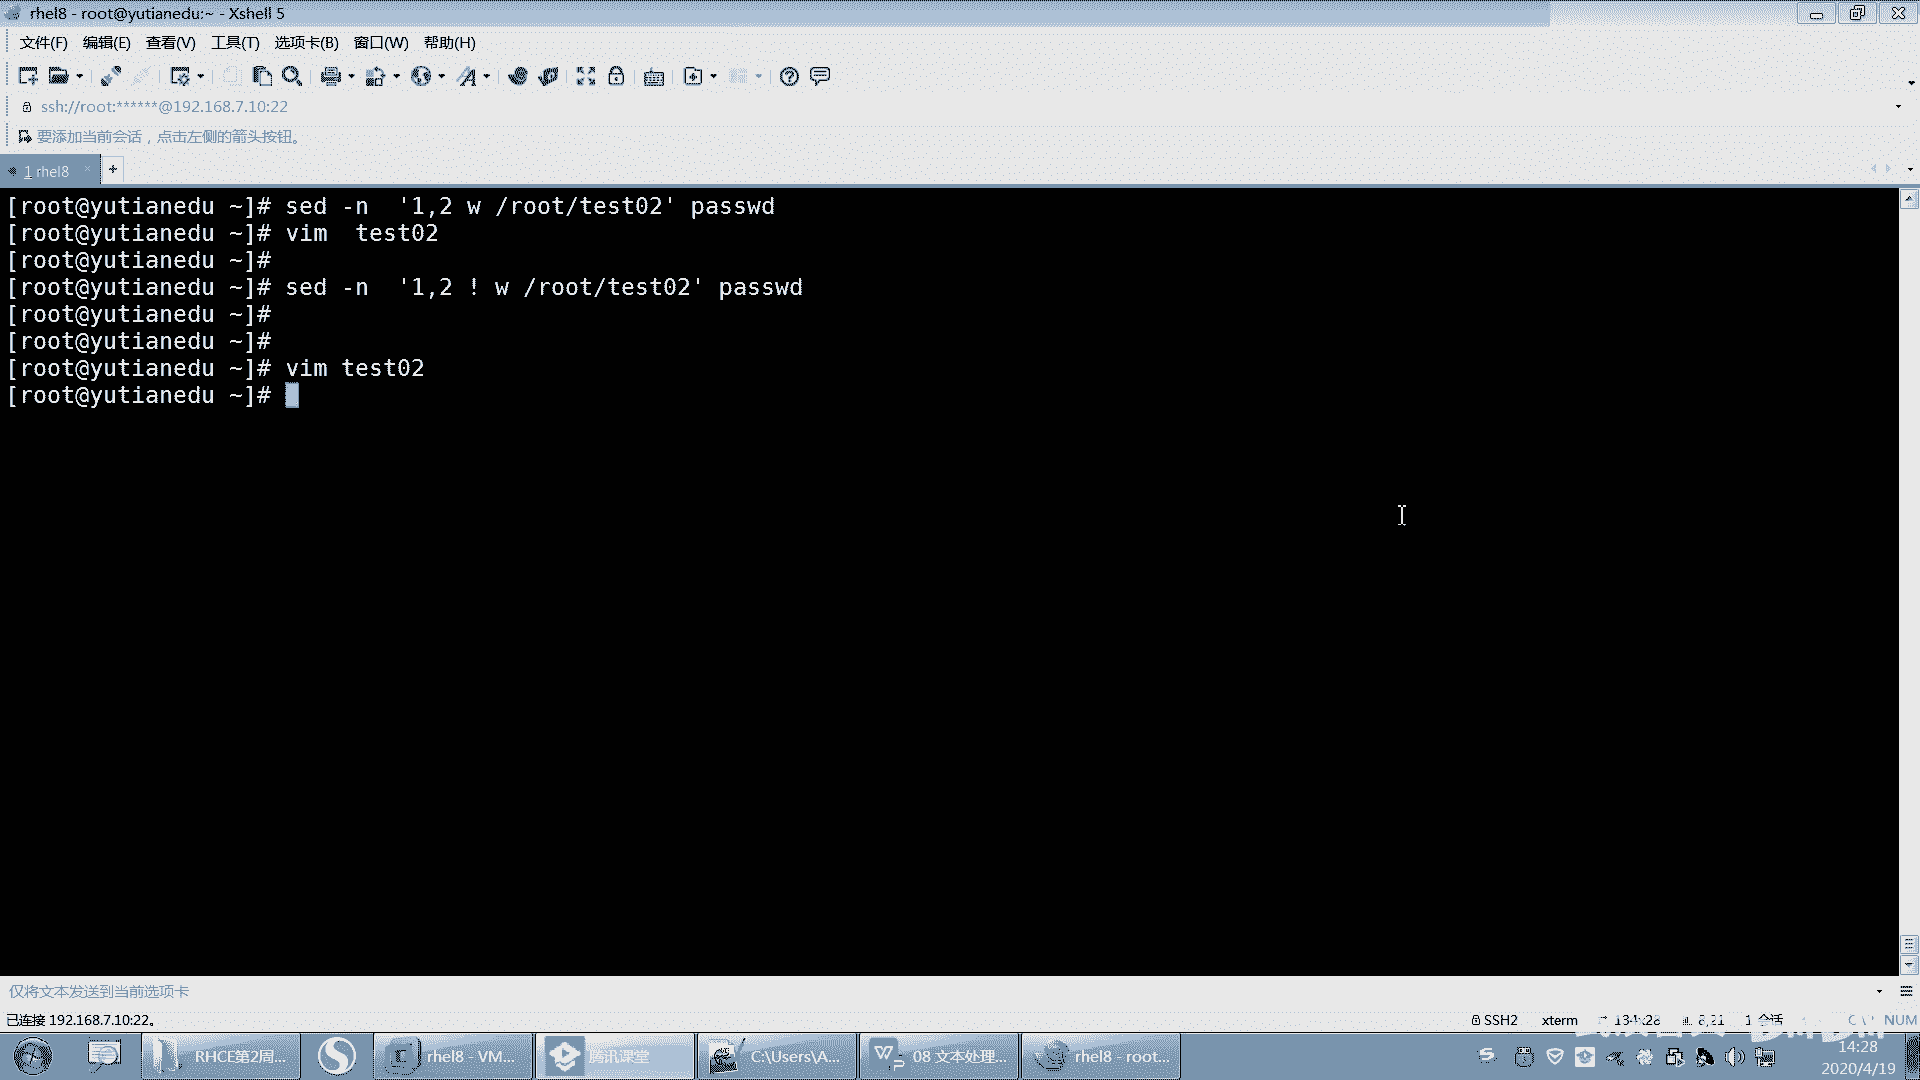 rhel8 - root@yutianedu:~ - Xshell 5
文件(F) 编辑(E) 查看(V) 工具(T) 选项卡(B) 窗口(W) 帮助(H)
ssh://root:******@192.168.7.10:22
要添加当前会话，点击左侧的箭头按钮。
1 rhel8
[root@yutianedu ~]# sed -n  '1,2 w /root/test02' passwd
[root@yutianedu ~]# vim  test02
[root@yutianedu ~]#
[root@yutianedu ~]# sed -n  '1,2 ! w /root/test02' passwd
[root@yutianedu ~]#
[root@yutianedu ~]#
[root@yutianedu ~]# vim test02
[root@yutianedu ~]#
仅将文本发送到当前选项卡
已连接 192.168.7.10:22。
SSH2 xterm 134x28 8,21 1 会话 NUM
RHCE第2周... rhel8 - VM... 腾讯课堂 C:\Users\A... 08 文本处理... rhel8 - root...
14:28
2020/4/19